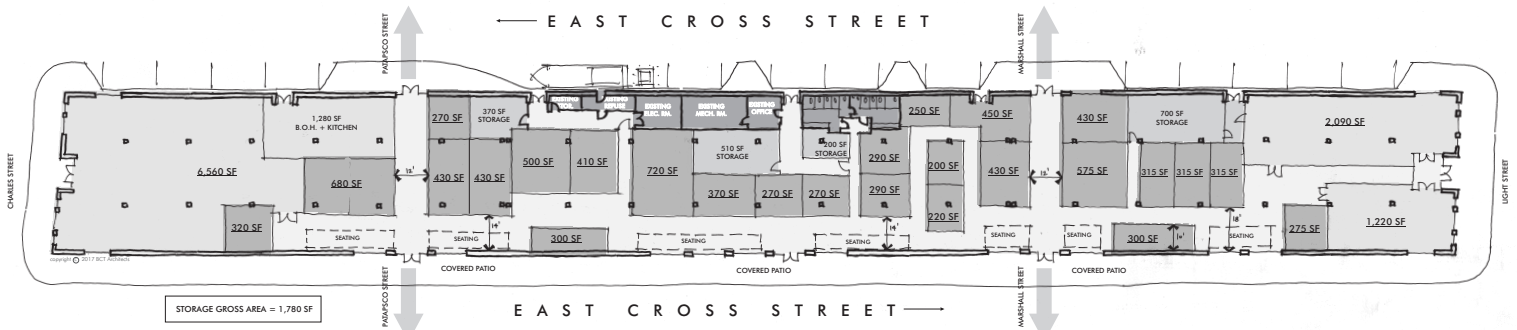 EAST CROSS STREET
PATAPSCO STREET
MARSHALL STREET
CHARLES STREET
LIGHT STREET
1,280 SF
B.O.H. + KITCHEN
6,560 SF
680 SF
320 SF
SEATING
12'
270 SF
370 SF
STORAGE
430 SF
430 SF
14'
SEATING
500 SF
410 SF
300 SF
EXISTING
ELEC. RM.
EXISTING
MECH. RM.
EXISTING
OFFICE
720 SF
510 SF
STORAGE
370 SF
270 SF
270 SF
200 SF
STORAGE
SEATING
SEATING
290 SF
290 SF
14'
250 SF
450 SF
200 SF
220 SF
430 SF
SEATING
12'
430 SF
700 SF
STORAGE
575 SF
315 SF
315 SF
315 SF
SEATING
300 SF
18'
SEATING
2,090 SF
275 SF
1,220 SF
copyright © 2017 BCT Architects
COVERED PATIO
COVERED PATIO
COVERED PATIO
PATAPSCO STREET
MARSHALL STREET
STORAGE GROSS AREA = 1,780 SF
EAST CROSS STREET